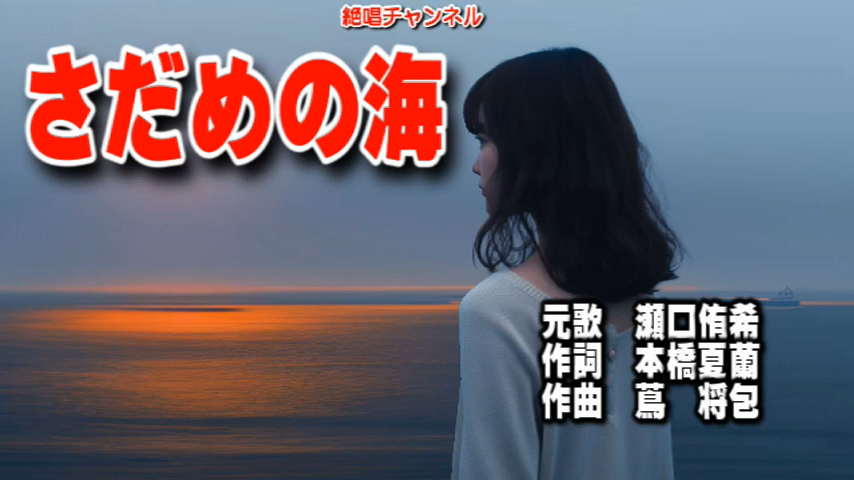 絶唱チャンネル
さだめの海
元歌　瀬口侑希
作詞　本橋夏蘭
作曲　蔦　将包